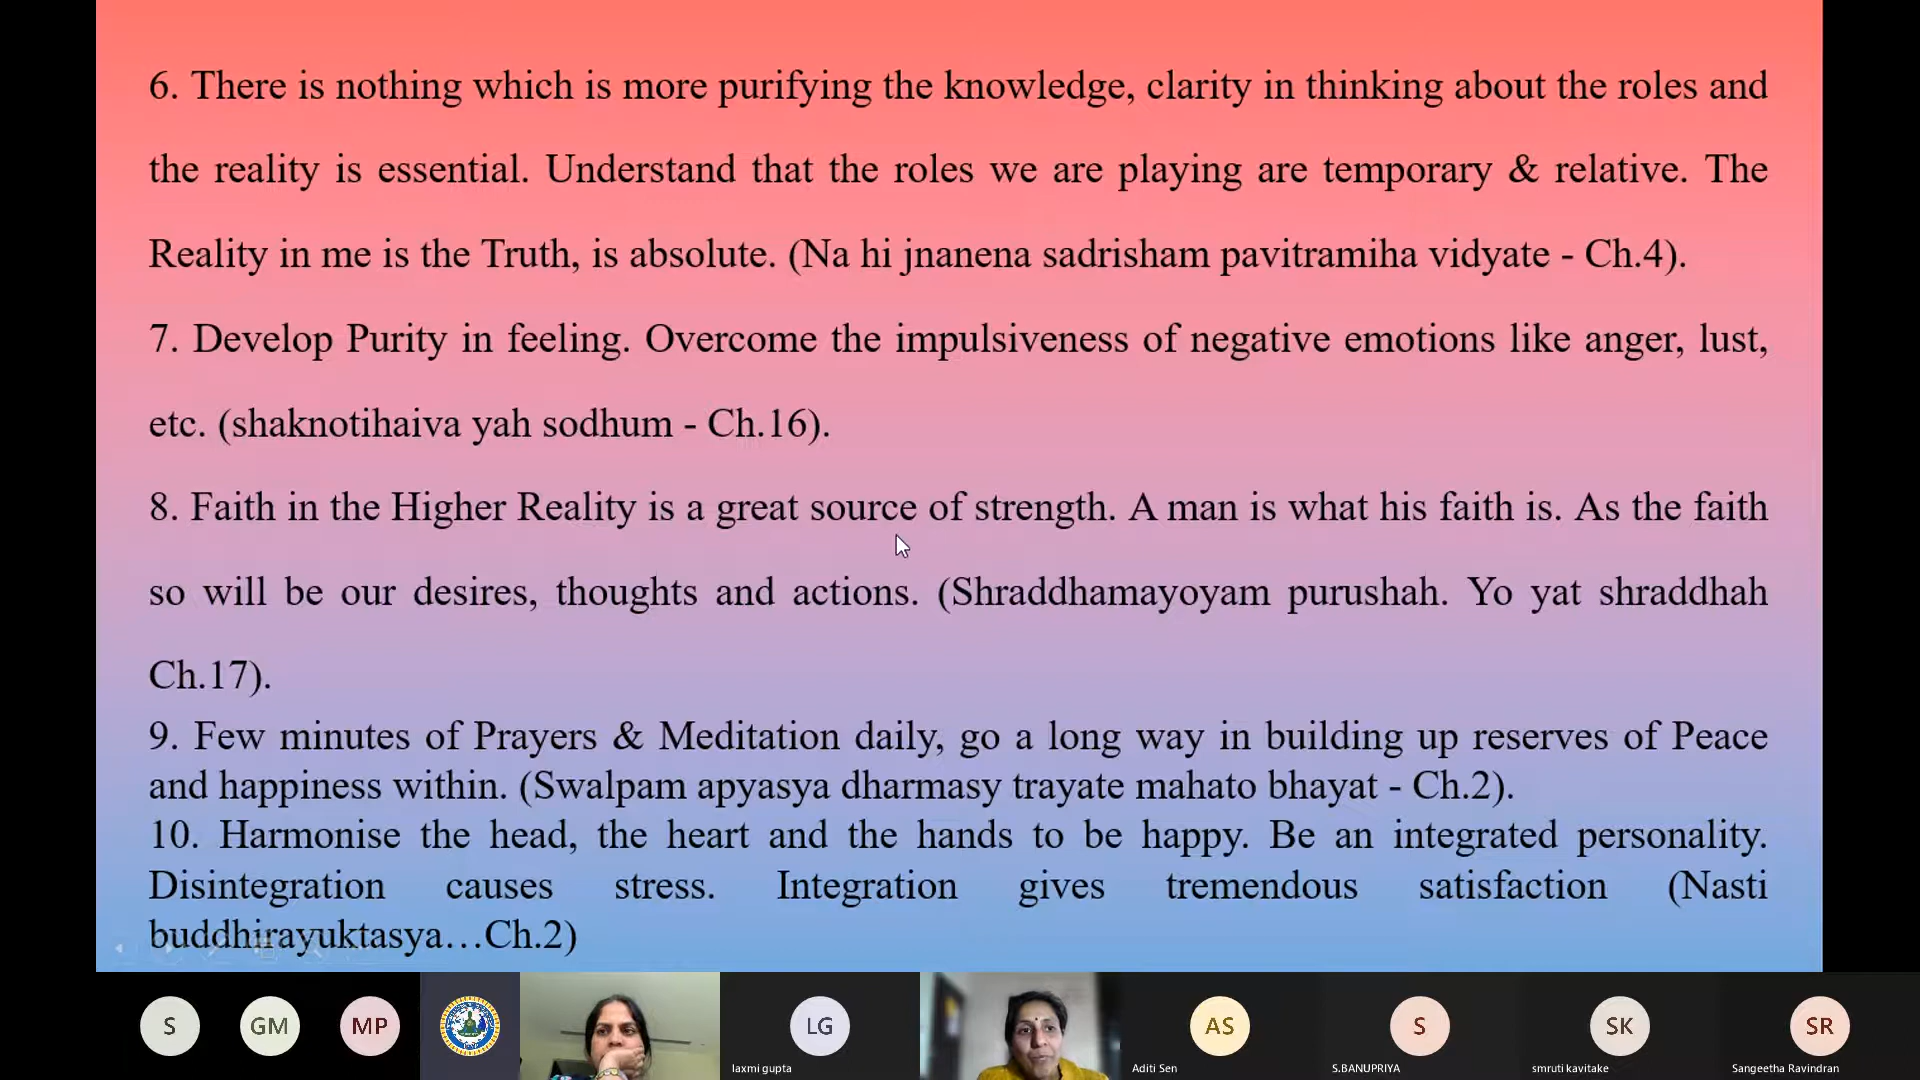 6. There is nothing which is more purifying the knowledge, clarity in thinking about the roles and
the reality is essential. Understand that the roles we are playing are temporary & relative. The
Reality in me is the Truth, is absolute. (Na hi jnanena sadrisham pavitramiha vidyate - Ch.4).
7. Develop Purity in feeling. Overcome the impulsiveness of negative emotions like anger, lust,
etc. (shaknotihaiva yah sodhum - Ch.16).
8. Faith in the Higher Reality is a great source of strength. A man is what his faith is. As the faith
so will be our desires, thoughts and actions. (Shraddhamayoyam purushah. Yo yat shraddhah
Ch.17).
9. Few minutes of Prayers & Meditation daily, go a long way in building up reserves of Peace
and happiness within. (Swalpam apyasya dharmasy trayate mahato bhayat - Ch.2).
10. Harmonise the head, the heart and the hands to be happy. Be an integrated personality.
Disintegration causes stress. Integration gives tremendous satisfaction (Nasti
buddhirayuktasya…Ch.2)
S GM MP LG AS S SK SR
laxmi gupta Aditi Sen S.BANUPRIYA smruti kavitake Sangeetha Ravindran